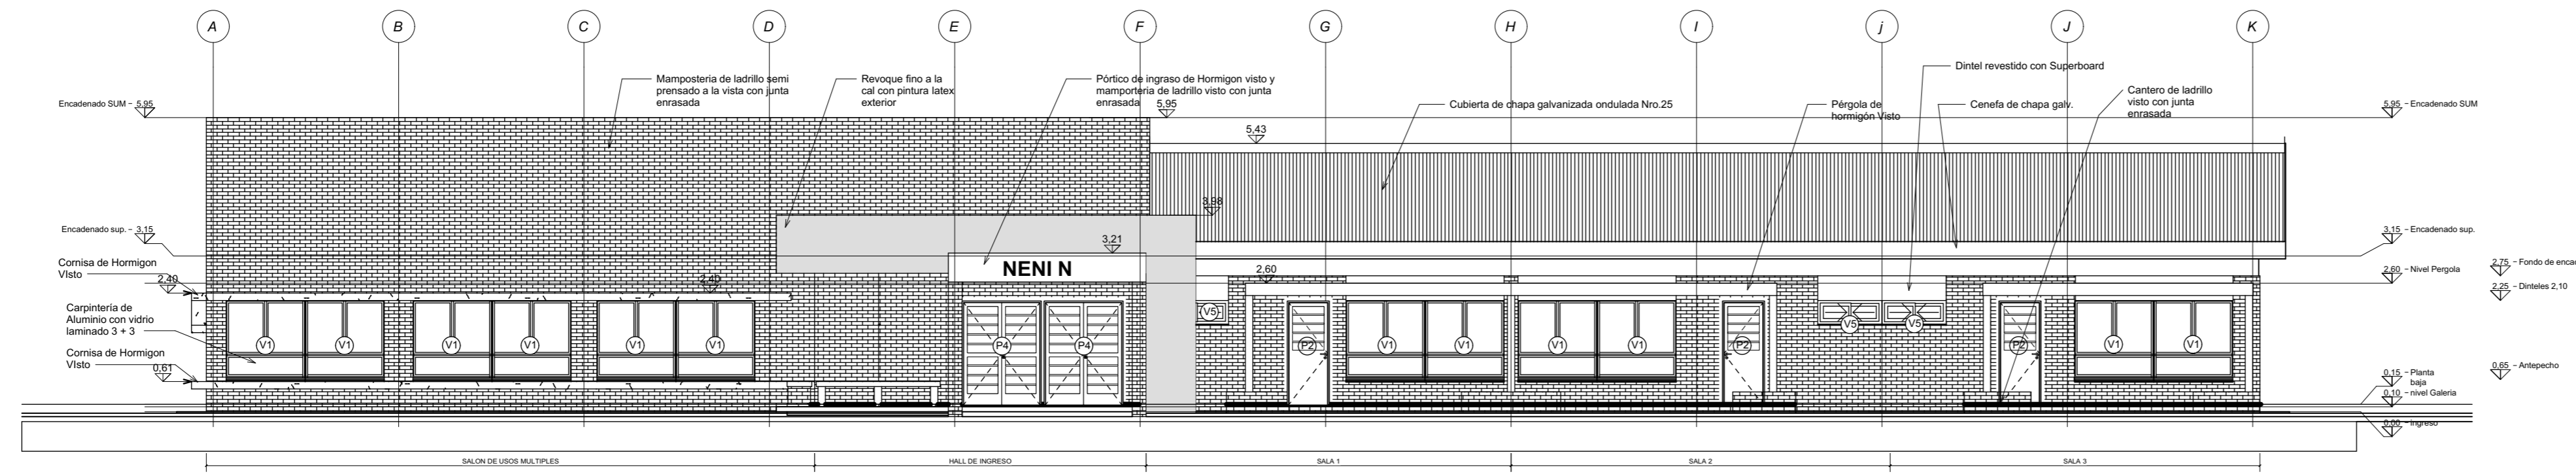 A
B
C
D
E
F
G
H
I
j
J
K
Mamposteria de ladrillo semi
prensado a la vista con junta
enrasada
Revoque fino a la
cal con pintura latex
exterior
Pórtico de ingraso de Hormigon visto y
mamporteria de ladrillo visto con junta
enrasada
Cubierta de chapa galvanizada ondulada Nro.25
Pérgola de
hormigón Visto
Dintel revestido con Superboard
Cenefa de chapa galv.
Cantero de ladrillo
visto con junta
enrasada
Encadenado SUM - 5,95
5,95
5,95 - Encadenado SUM
5,43
3,98
Encadenado sup. - 3,15
3,21
3,15 - Encadenado sup.
Cornisa de Hormigon
VIsto
2,40
2,40
NENI N
2,60
2,60 - Nivel Pergola
2,75 - Fondo de encad
2,25 - Dinteles 2,10
Carpintería de
Aluminio con vidrio
laminado 3 + 3
V1
V1
V1
V1
V1
V1
P4
P4
V5
P2
V1
V1
V1
V1
P2
V5
V5
P2
V1
V1
Cornisa de Hormigon
VIsto
0,61
0,65 - Antepecho
0,15 - Planta
baja
0,10 - nivel Galeria
0,00 - Ingreso
SALON DE USOS MULTIPLES
HALL DE INGRESO
SALA 1
SALA 2
SALA 3